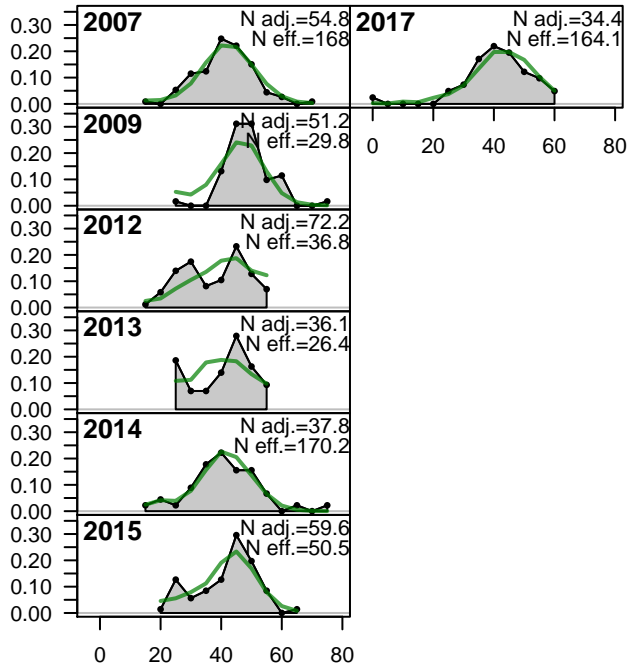 2007
N adj.=54.8
N eff.=168
0.00
0.10
0.20
0.30
2017
N adj.=34.4
N eff.=164.1
0
20
40
60
80
2009
N adj.=51.2
N eff.=29.8
0.00
0.10
0.20
0.30
2012
N adj.=72.2
N eff.=36.8
0.00
0.10
0.20
0.30
2013
N adj.=36.1
N eff.=26.4
0.00
0.10
0.20
0.30
2014
N adj.=37.8
N eff.=170.2
0.00
0.10
0.20
0.30
2015
N adj.=59.6
N eff.=50.5
0.00
0.10
0.20
0.30
0
20
40
60
80